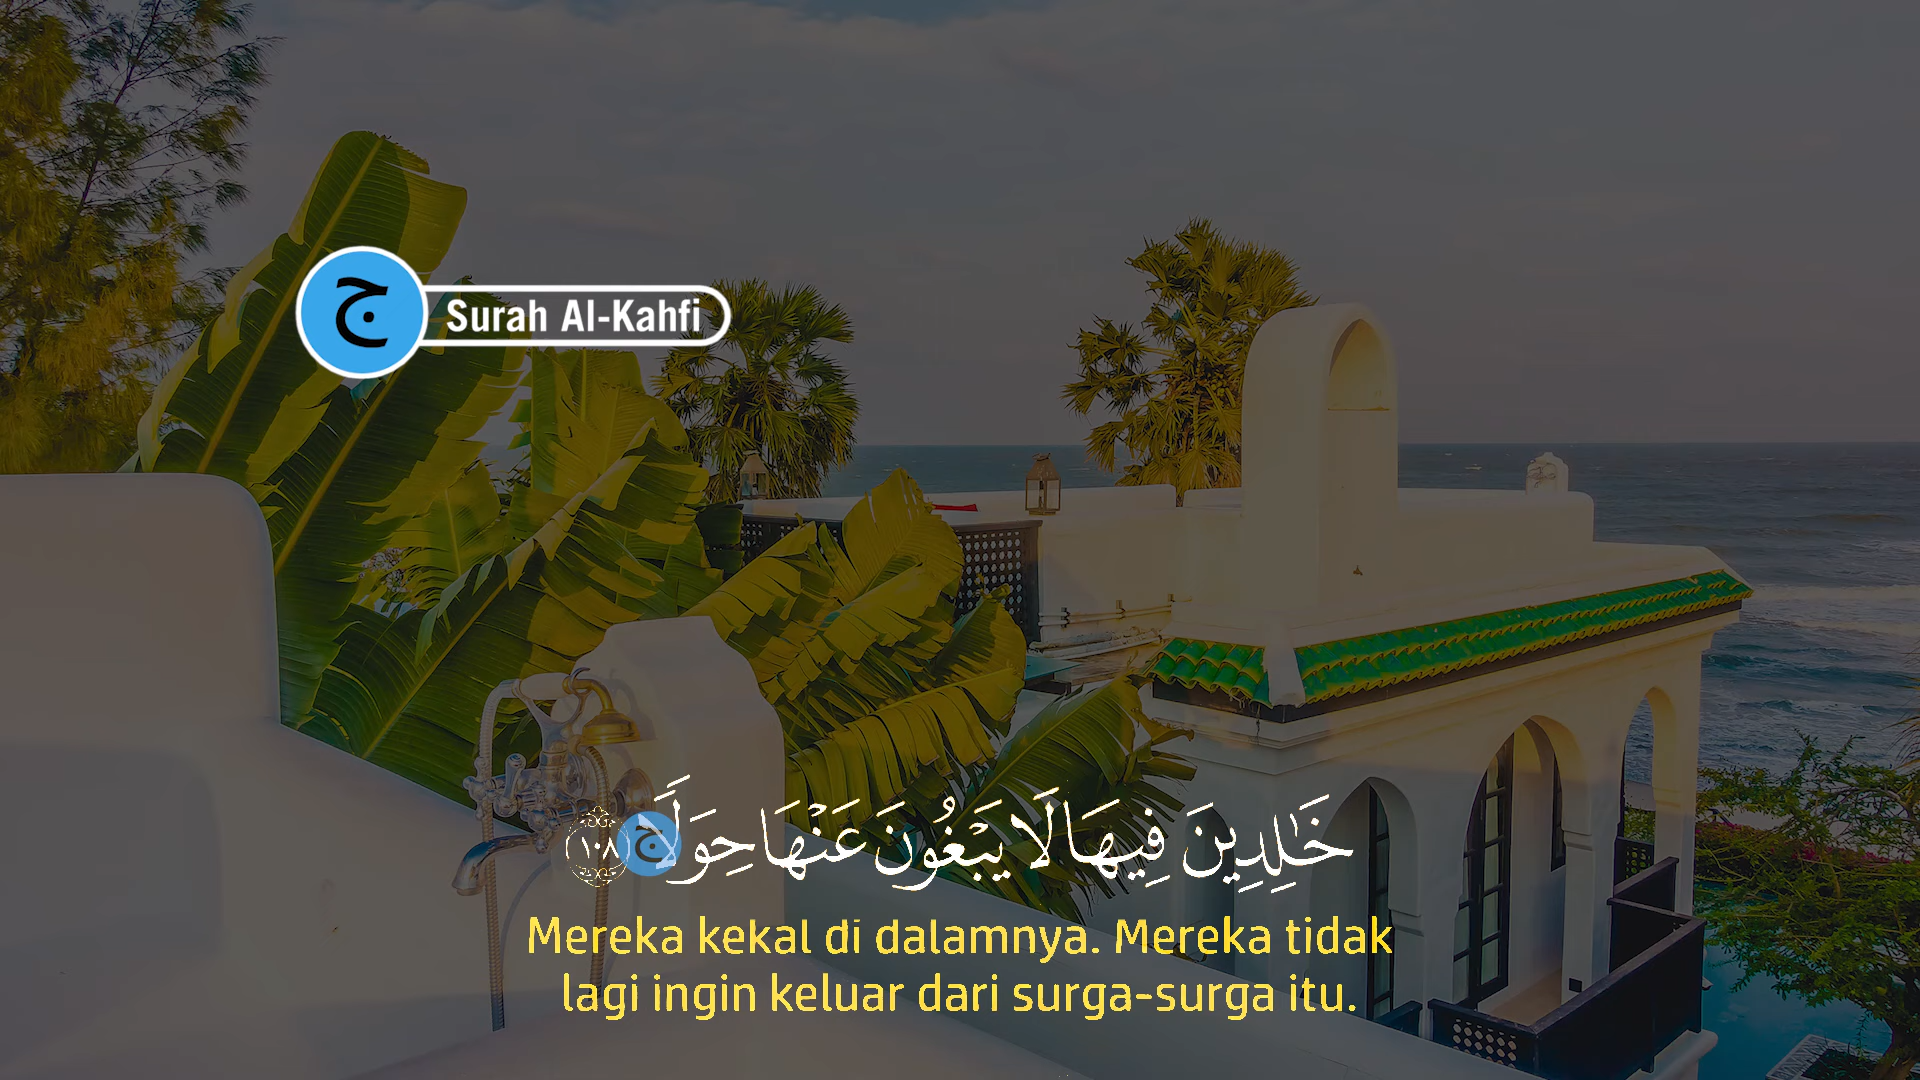 ج
Surah Al-Kahfi
خَٰلِدِينَ فِيهَا لَا يَبْغُونَ عَنْهَا حِوَلًا ج ١٠٨
Mereka kekal di dalamnya. Mereka tidak
lagi ingin keluar dari surga-surga itu.